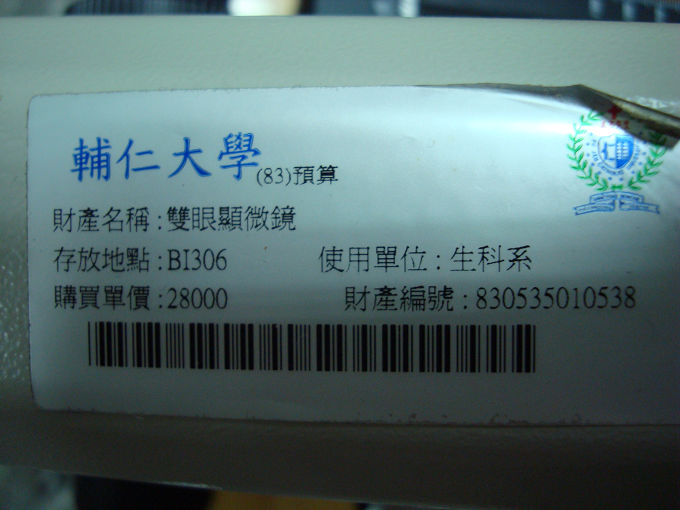 輔仁大學(83)預算
財產名稱:雙眼顯微鏡
存放地點:BI306 使用單位:生科系
購買單價:28000 財產編號:830535010538